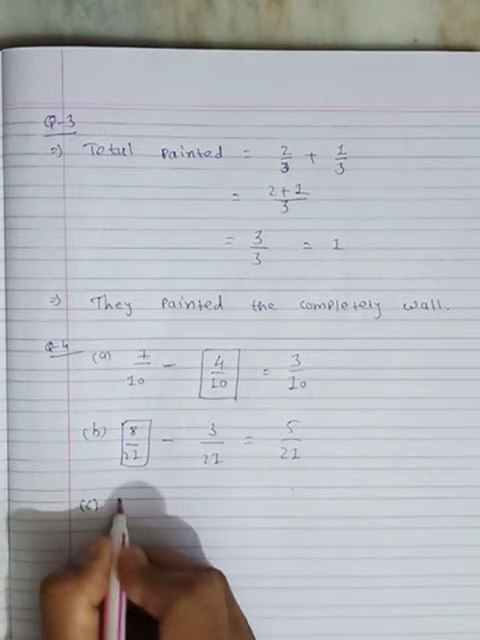 Q-3
=> Total painted = 2/3 + 1/3
= 2+1/3
= 3/3 = 1
=> They painted the completely wall.
Q-4 (a) 7/10 - 4/10 = 3/10
(b) 8/21 - 3/21 = 5/21
(c)